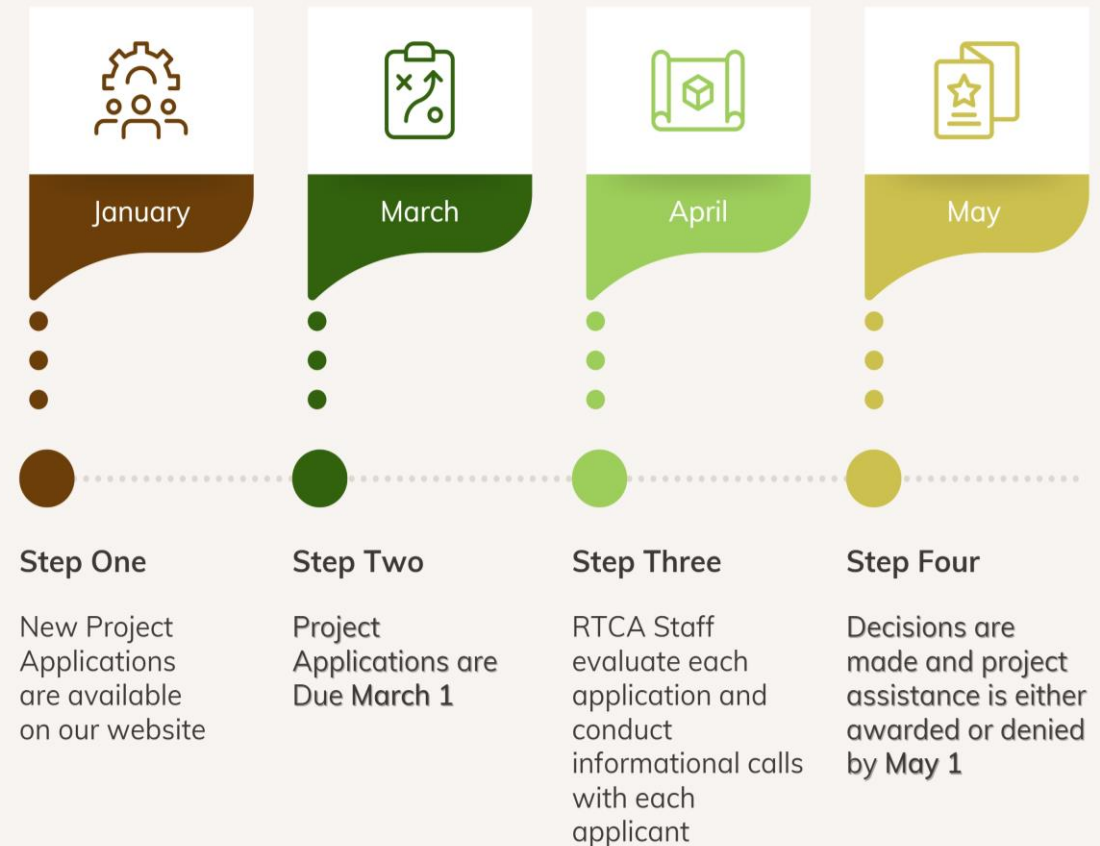 January
March
April
May
Step One
New Project
Applications
are available
on our website
Step Two
Project
Applications are
Due March 1
Step Three
RTCA Staff
evaluate each
application and
conduct
informational calls
with each
applicant
Step Four
Decisions are
made and project
assistance is either
awarded or denied
by May 1